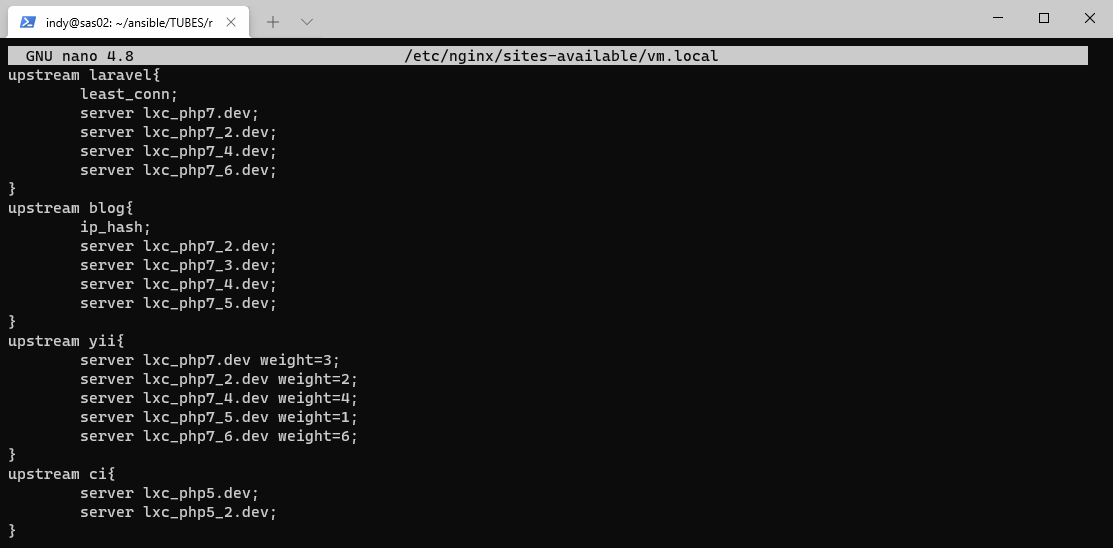 indy@sas02: ~/ansible/TUBES/r
GNU nano 4.8 /etc/nginx/sites-available/vm.local
upstream laravel{
        least_conn;
        server lxc_php7.dev;
        server lxc_php7_2.dev;
        server lxc_php7_4.dev;
        server lxc_php7_6.dev;
}
upstream blog{
        ip_hash;
        server lxc_php7_2.dev;
        server lxc_php7_3.dev;
        server lxc_php7_4.dev;
        server lxc_php7_5.dev;
}
upstream yii{
        server lxc_php7.dev weight=3;
        server lxc_php7_2.dev weight=2;
        server lxc_php7_4.dev weight=4;
        server lxc_php7_5.dev weight=1;
        server lxc_php7_6.dev weight=6;
}
upstream ci{
        server lxc_php5.dev;
        server lxc_php5_2.dev;
}